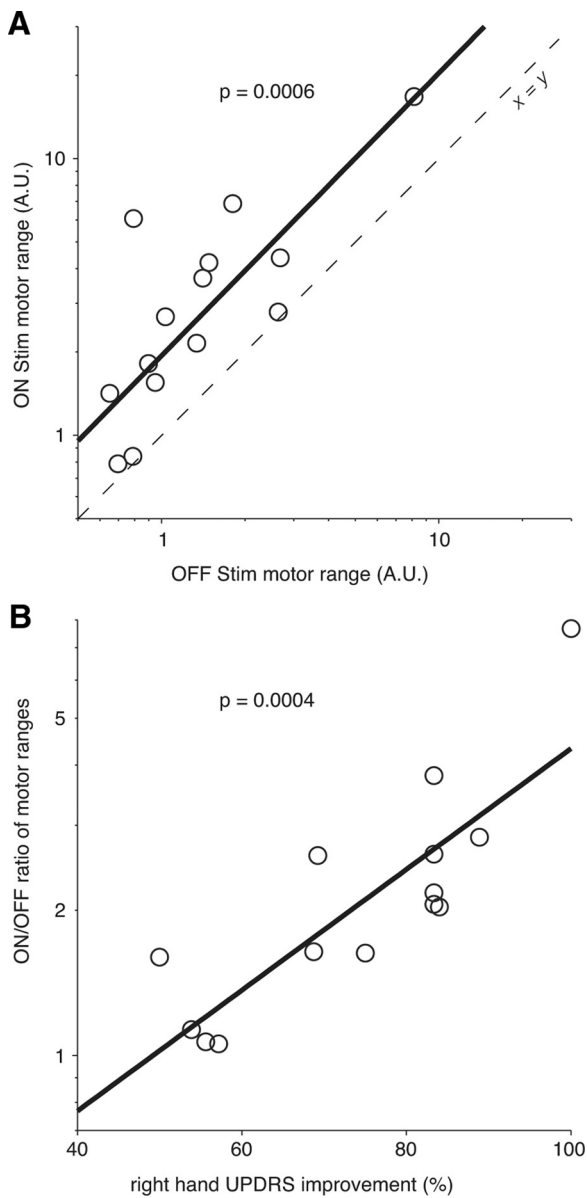 A
p = 0.0006
x = y
10
1
ON Stim motor range (A.U.)
1
10
OFF Stim motor range (A.U.)
B
p = 0.0004
5
2
1
ON/OFF ratio of motor ranges
40
60
80
100
right hand UPDRS improvement (%)